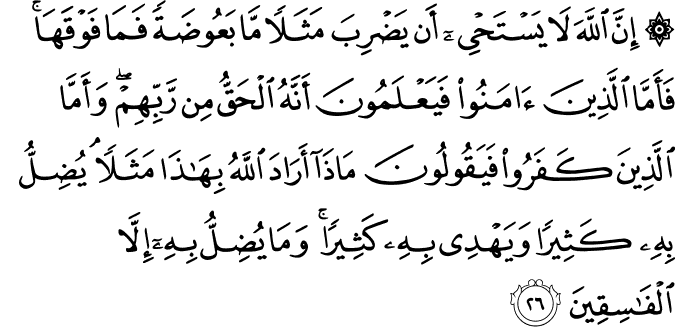 ۞ إِنَّ ٱللَّهَ لَا يَسْتَحْىِۦٓ أَن يَضْرِبَ مَثَلًا مَّا بَعُوضَةً فَمَا فَوْقَهَا ۚ
فَأَمَّا ٱلَّذِينَ ءَامَنُوا۟ فَيَعْلَمُونَ أَنَّهُ ٱلْحَقُّ مِن رَّبِّهِمْ ۖ وَأَمَّا
ٱلَّذِينَ كَفَرُوا۟ فَيَقُولُونَ مَاذَآ أَرَادَ ٱللَّهُ بِهَـٰذَا مَثَلًا ۘ يُضِلُّ
بِهِۦ كَثِيرًا وَيَهْدِى بِهِۦ كَثِيرًا ۚ وَمَا يُضِلُّ بِهِۦٓ إِلَّا
ٱلْفَـٰسِقِينَ ٢٦